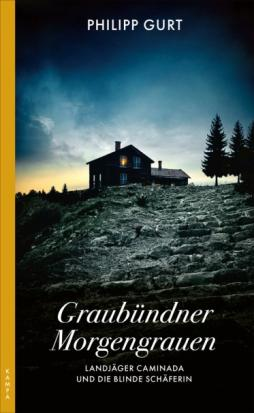 PHILIPP GURT
Graubündner
Morgengrauen
LANDJÄGER CAMINADA
UND DIE BLINDE SCHÄFERIN
KAMPA